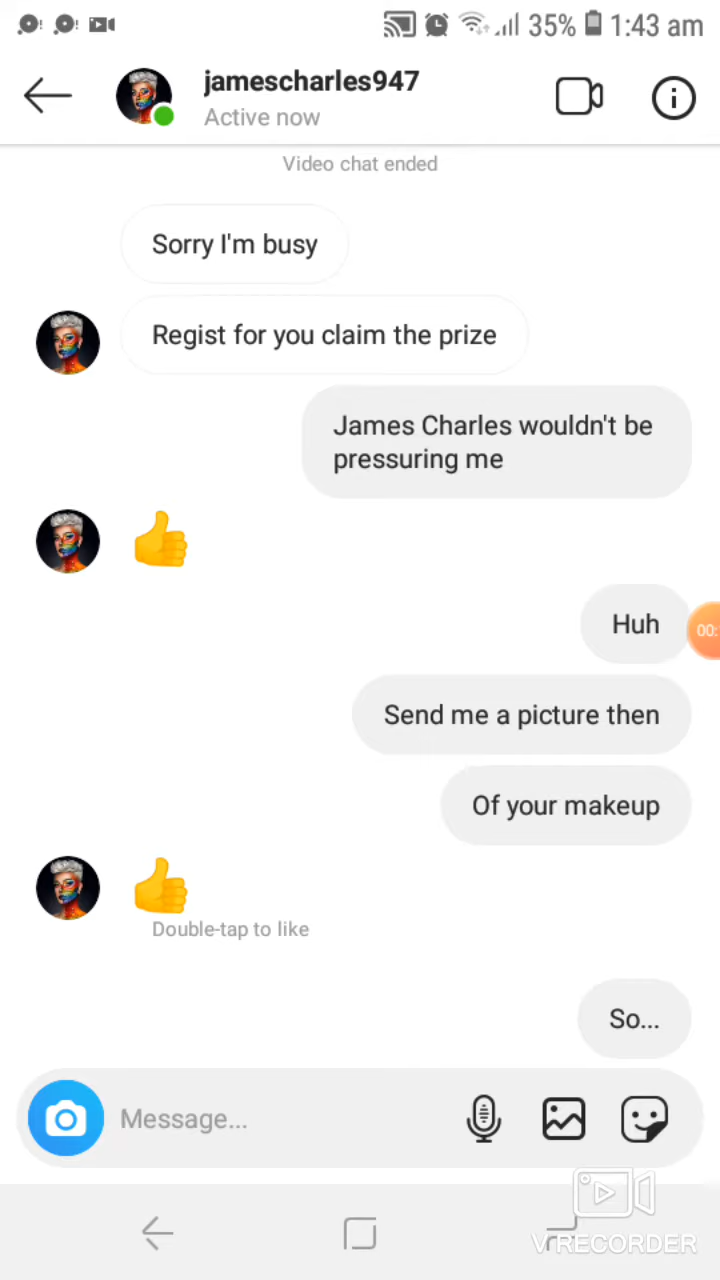 35% 1:43 am
jamescharles947
Active now
Video chat ended
Sorry I'm busy
Regist for you claim the prize
James Charles wouldn't be
pressuring me
Huh
00:
Send me a picture then
Of your makeup
Double-tap to like
So...
Message...
V RECORDER